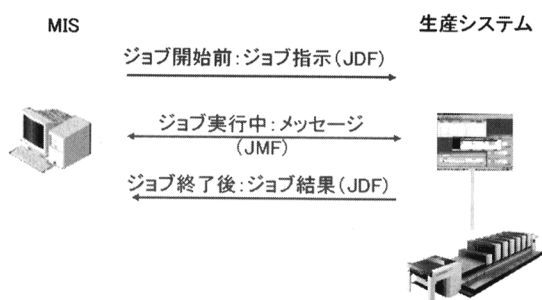 MIS
生産システム
ジョブ開始前:ジョブ指示(JDF)
ジョブ実行中:メッセージ
(JMF)
ジョブ終了後:ジョブ結果(JDF)